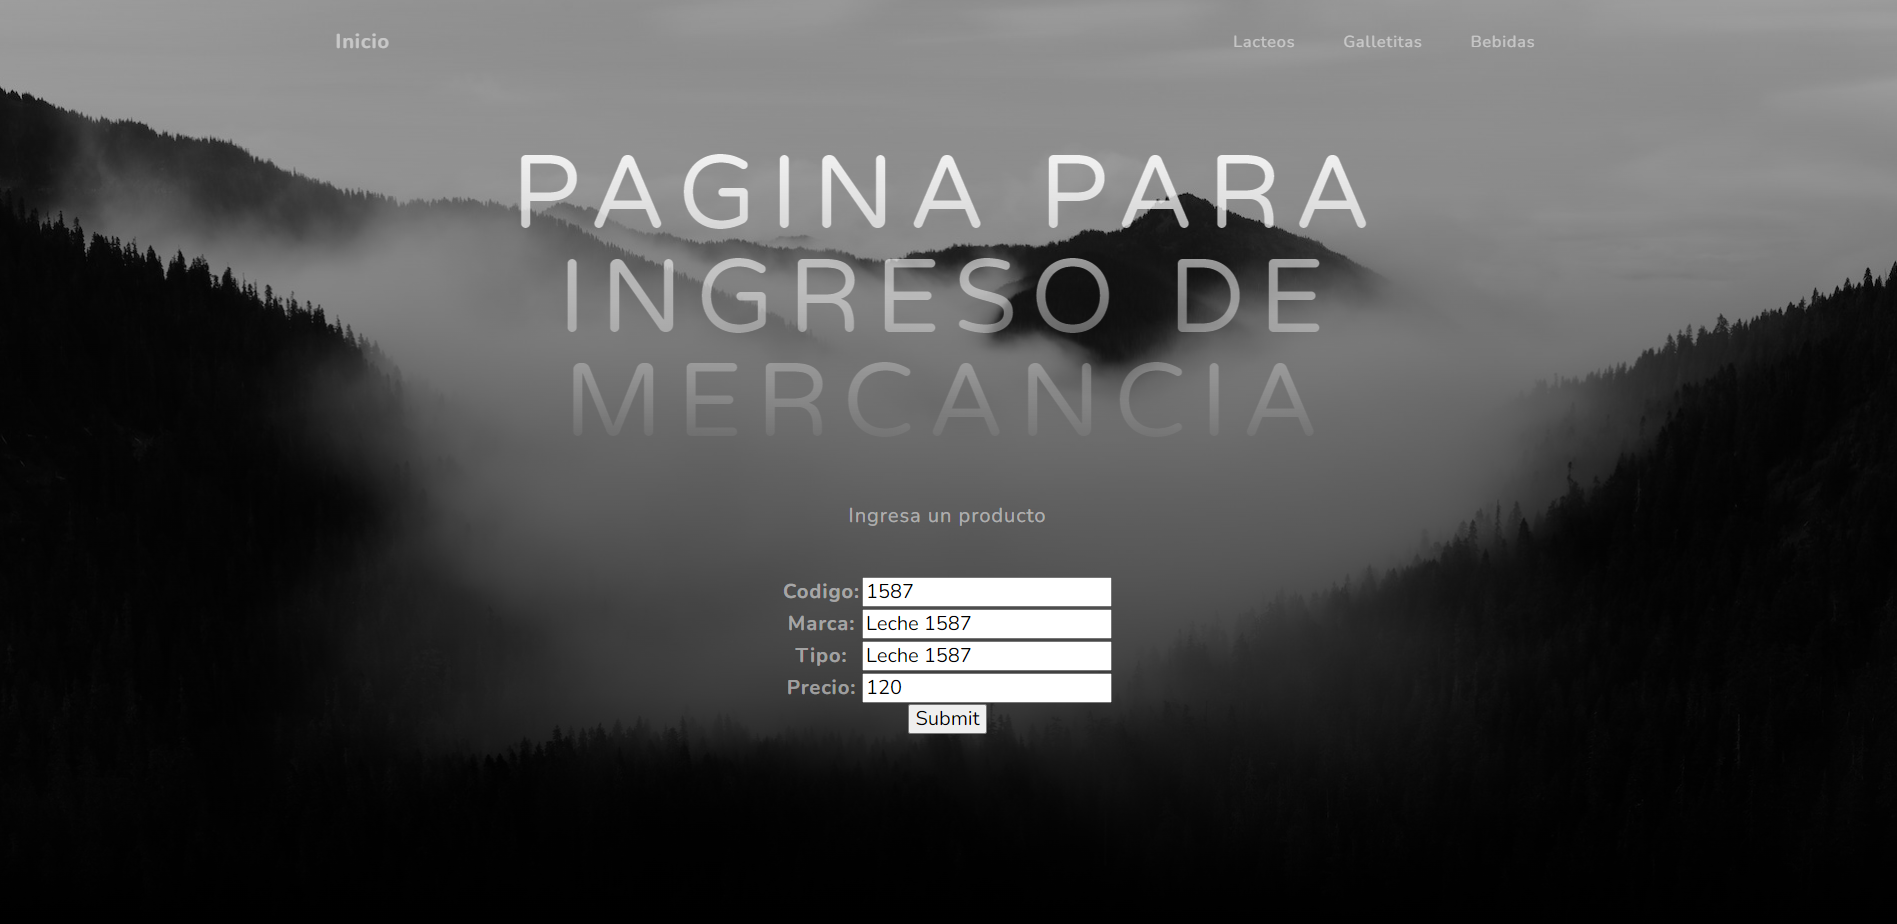 Inicio
Lacteos Galletitas Bebidas
PAGINA PARA
INGRESO DE
MERCANCIA
Ingresa un producto
Codigo: 1587
Marca: Leche 1587
Tipo: Leche 1587
Precio: 120
Submit